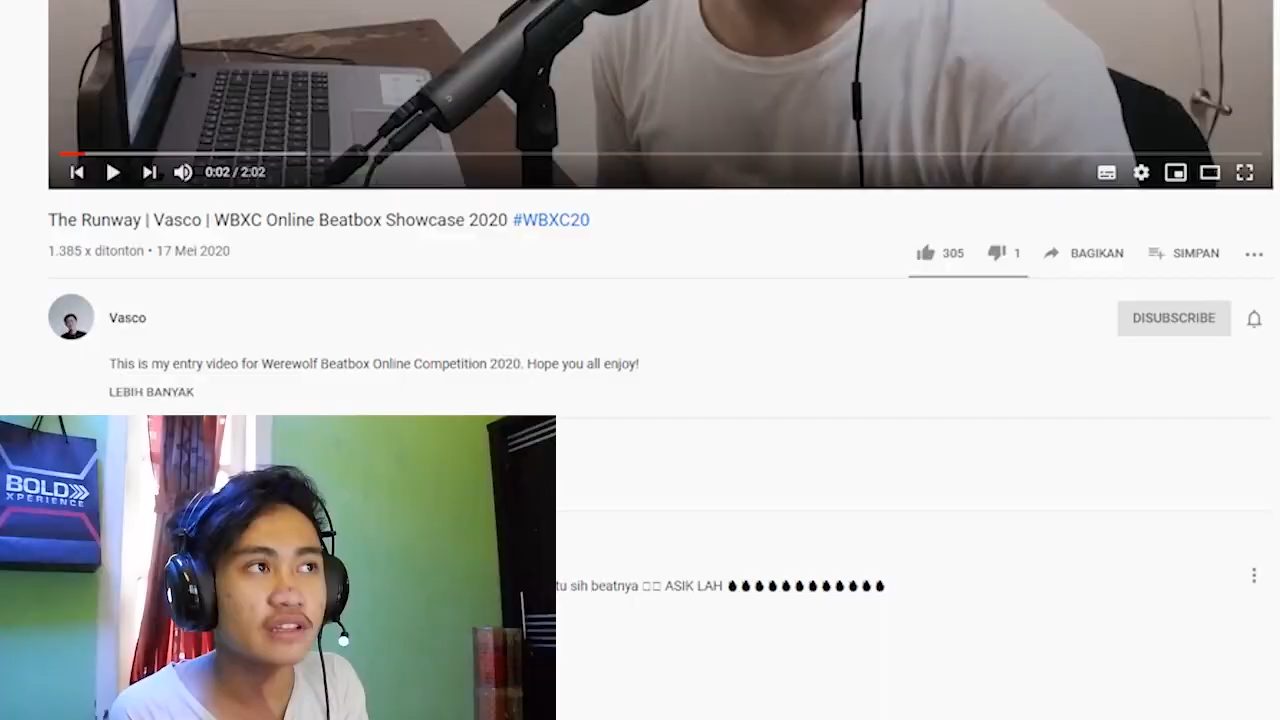 0:02 / 2:02
The Runway | Vasco | WBXC Online Beatbox Showcase 2020 #WBXC20
1.385 x ditonton • 17 Mei 2020
305
1
BAGIKAN
SIMPAN
Vasco
DISUBSCRIBE
This is my entry video for Werewolf Beatbox Online Competition 2020. Hope you all enjoy!
LEBIH BANYAK
BOLD
XPERIENCE
tu sih beatnya □□ ASIK LAH